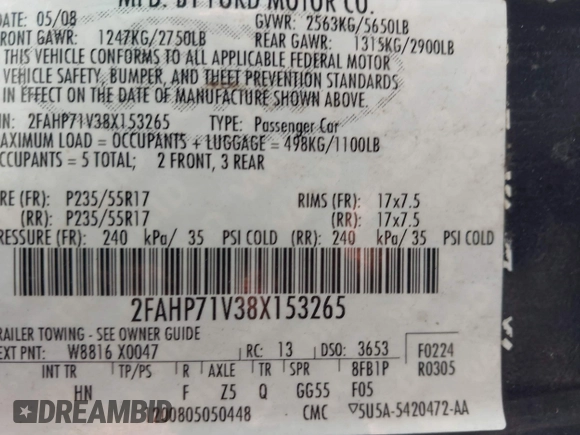 MFD. BY FORD MOTOR CO.
DATE: 05/08 GVWR: 2563KG/5650LB
FRONT GAWR: 1247KG/2750LB REAR GAWR: 1315KG/2900LB
THIS VEHICLE CONFORMS TO ALL APPLICABLE FEDERAL MOTOR
VEHICLE SAFETY, BUMPER, AND THEFT PREVENTION STANDARDS
IN EFFECT ON THE DATE OF MANUFACTURE SHOWN ABOVE.
IN: 2FAHP71V38X153265 TYPE: Passenger Car
MAXIMUM LOAD = OCCUPANTS + LUGGAGE = 498KG/1100LB
OCCUPANTS = 5 TOTAL; 2 FRONT, 3 REAR
IRE (FR): P235/55R17 RIMS (FR): 17x7.5
(RR): P235/55R17 (RR): 17x7.5
PRESSURE (FR): 240 kPa/ 35 PSI COLD (RR): 240 kPa/ 35 PSI COLD
2FAHP71V38X153265
RAILER TOWING - SEE OWNER GUIDE
EXT PNT: W8816 X0047 RC: 13 DSO: 3653 F0224
INT TR TP/PS R AXLE TR SPR 8FB1P R0305
HN F Z5 Q GG55 F05
200805050448 CMC 5U5A-5420472-AA
©RIDEHISTORY